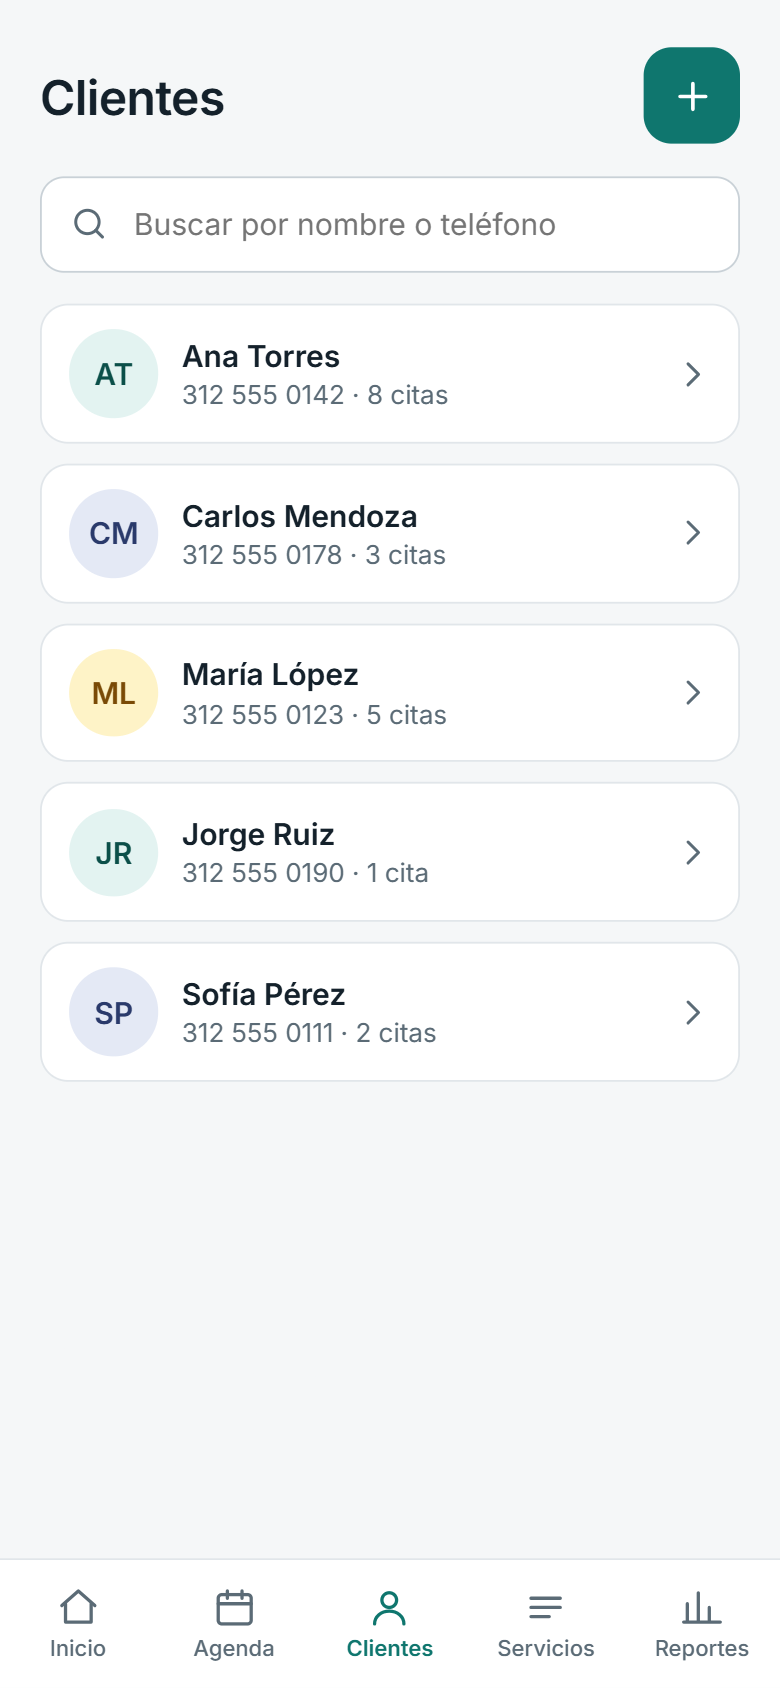 Clientes
Buscar por nombre o teléfono
AT
Ana Torres
312 555 0142 · 8 citas
CM
Carlos Mendoza
312 555 0178 · 3 citas
ML
María López
312 555 0123 · 5 citas
JR
Jorge Ruiz
312 555 0190 · 1 cita
SP
Sofía Pérez
312 555 0111 · 2 citas
Inicio
Agenda
Clientes
Servicios
Reportes